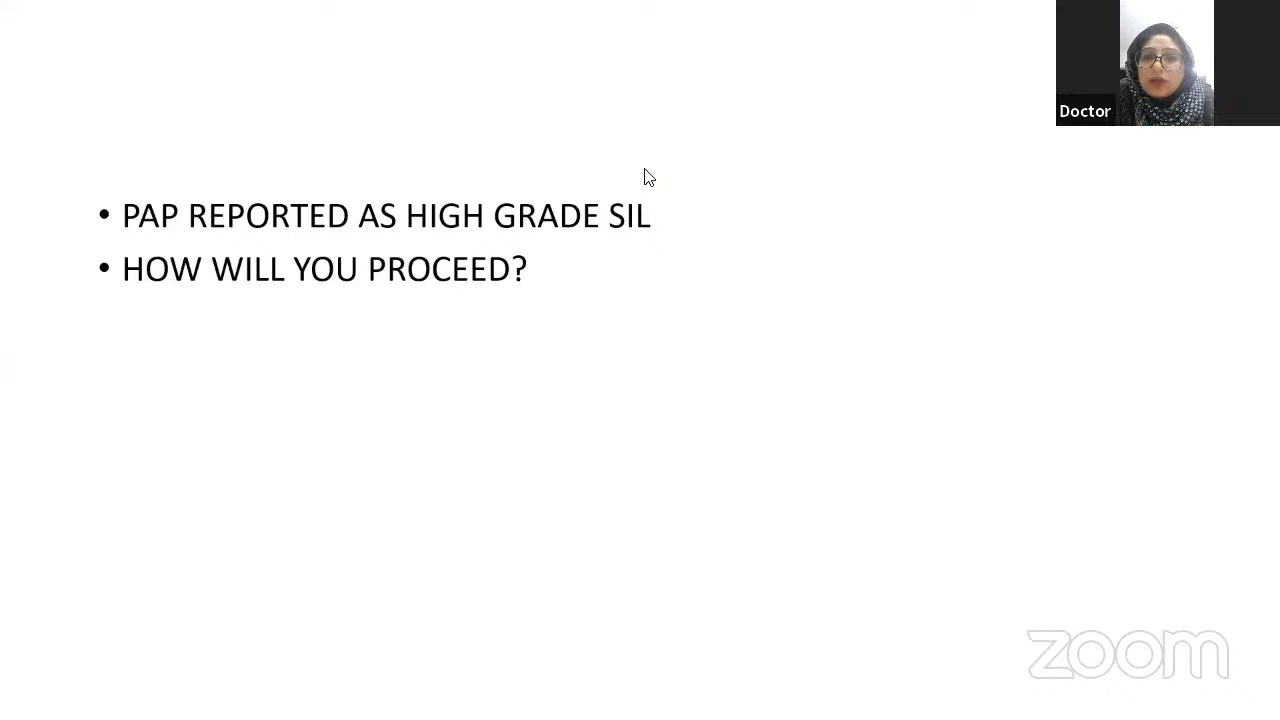 Doctor
• PAP REPORTED AS HIGH GRADE SIL
• HOW WILL YOU PROCEED?
zoom